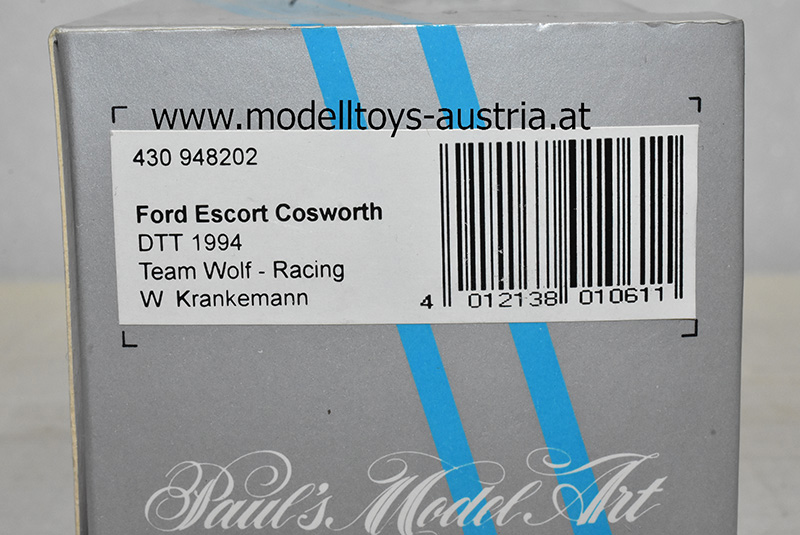 www.modelltoys-austria.at
430 948202
Ford Escort Cosworth
DTT 1994
Team Wolf - Racing
W Krankemann
4 012138 010611
Paul's Model Art